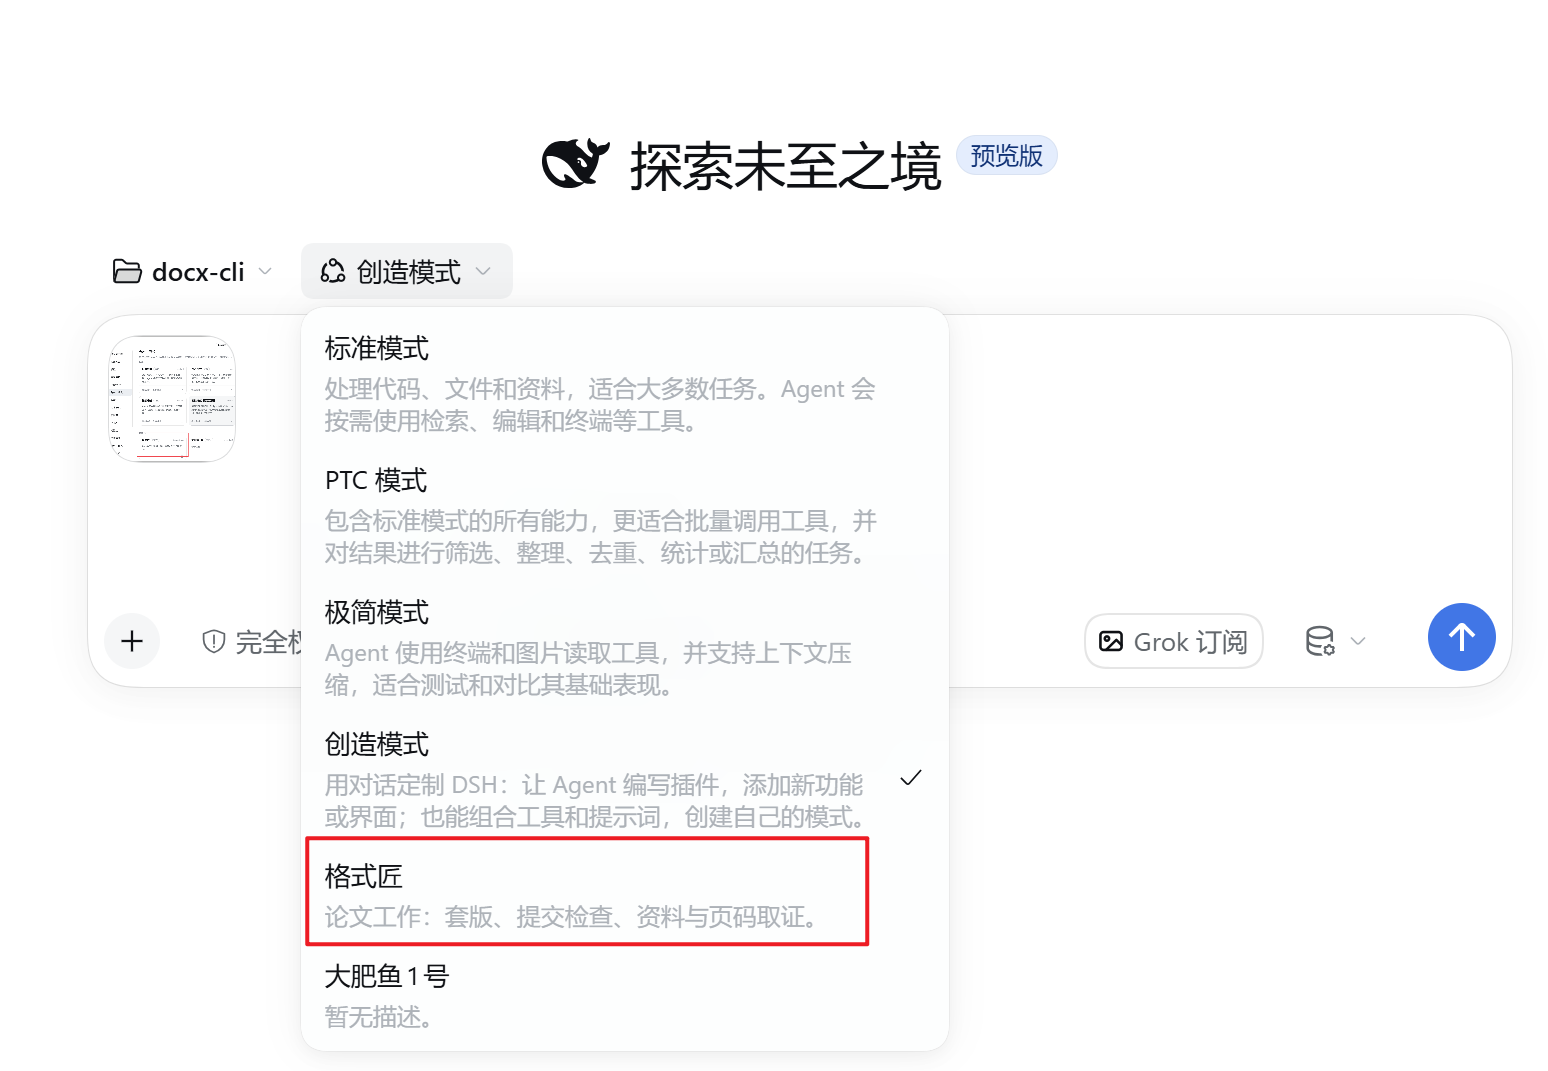 探索未至之境
预览版
docx-cli
创造模式
标准模式
处理代码、文件和资料，适合大多数任务。Agent 会
按需使用检索、编辑和终端等工具。
PTC 模式
包含标准模式的所有能力，更适合批量调用工具，并
对结果进行筛选、整理、去重、统计或汇总的任务。
极简模式
Agent 使用终端和图片读取工具，并支持上下文压
缩，适合测试和对比其基础表现。
创造模式
用对话定制 DSH：让 Agent 编写插件，添加新功能
或界面；也能组合工具和提示词，创建自己的模式。
格式匠
论文工作：套版、提交检查、资料与页码取证。
大肥鱼1号
暂无描述。
完全
Grok 订阅